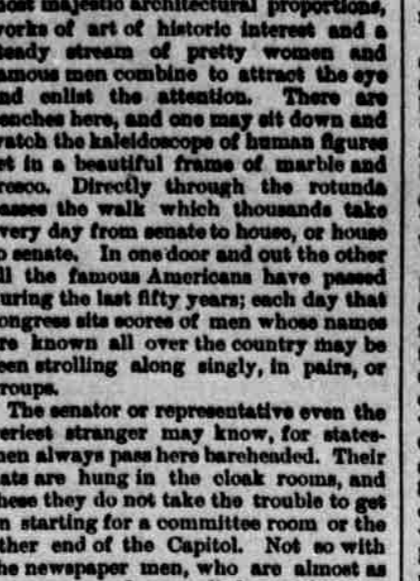 most majestic architectural proportions,
works of art of historic interest and a
steady stream of pretty women and
famous men combine to attract the eye
and enlist the attention. There are
benches here, and one may sit down and
watch the kaleidoscope of human figures
set in a beautiful frame of marble and
fresco. Directly through the rotunda
passes the walk which thousands take
every day from senate to house, or house
to senate. In one door and out the other
all the famous Americans have passed
during the last fifty years; each day that
congress sits scores of men whose names
are known all over the country may be
seen strolling along singly, in pairs, or
groups.
The senator or representative even the
veriest stranger may know, for states-
men always pass here bareheaded. Their
hats are hung in the cloak rooms, and
these they do not take the trouble to get
in starting for a committee room or the
other end of the Capitol. Not so with
the newspaper men, who are almost as